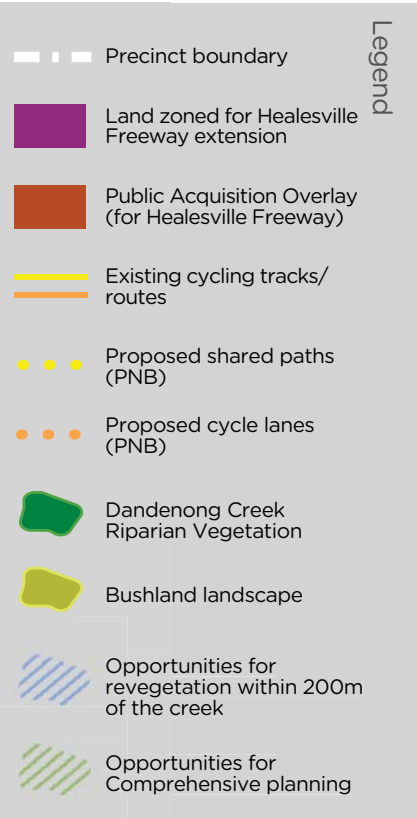 Legend
Precinct boundary
Land zoned for Healesville
Freeway extension
Public Acquisition Overlay
(for Healesville Freeway)
Existing cycling tracks/
routes
Proposed shared paths
(PNB)
Proposed cycle lanes
(PNB)
Dandenong Creek
Riparian Vegetation
Bushland landscape
Opportunities for
revegetation within 200m
of the creek
Opportunities for
Comprehensive planning